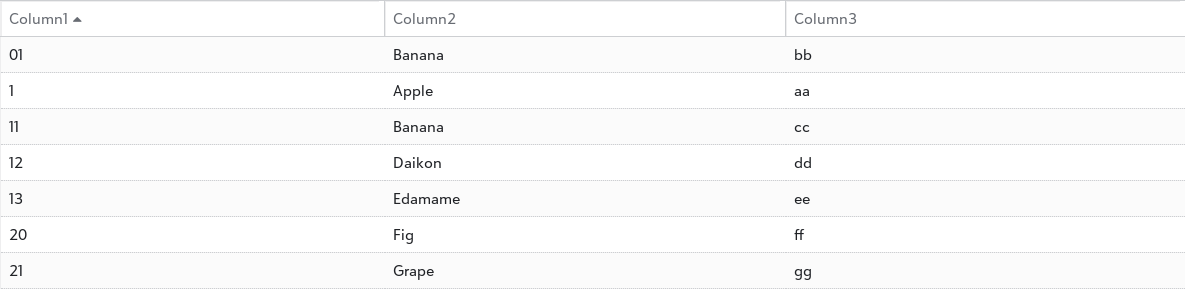 Column1 Column2 Column3
01 Banana bb
1 Apple aa
11 Banana cc
12 Daikon dd
13 Edamame ee
20 Fig ff
21 Grape gg